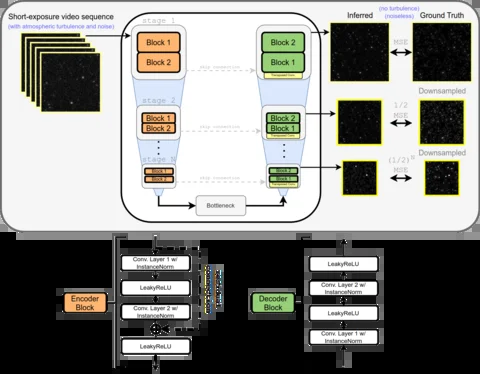 Short-exposure video sequence
(with atmospheric turbulence and noise)
stage 1
Block 1
Block 2
Block 2
Block 1
Transposed Conv.
skip connection
Inferred
(no turbulence)
(noiseless)
Ground Truth
MSE
stage 2
Block 1
Block 2
Block 2
Block 1
Transposed Conv.
skip connection
Downsampled
1/2
MSE
stage N
Block 1
Block 2
Block 2
Block 1
Transposed Conv.
skip connection
Downsampled
(1/2)^N
MSE
Bottleneck
Encoder
Block
Conv. Layer 1 w/
InstanceNorm
LeakyReLU
Conv. Layer 2 w/
InstanceNorm
LeakyReLU
Decoder
Block
LeakyReLU
Conv. Layer 2 w/
InstanceNorm
LeakyReLU
Conv. Layer 1 w/
InstanceNorm